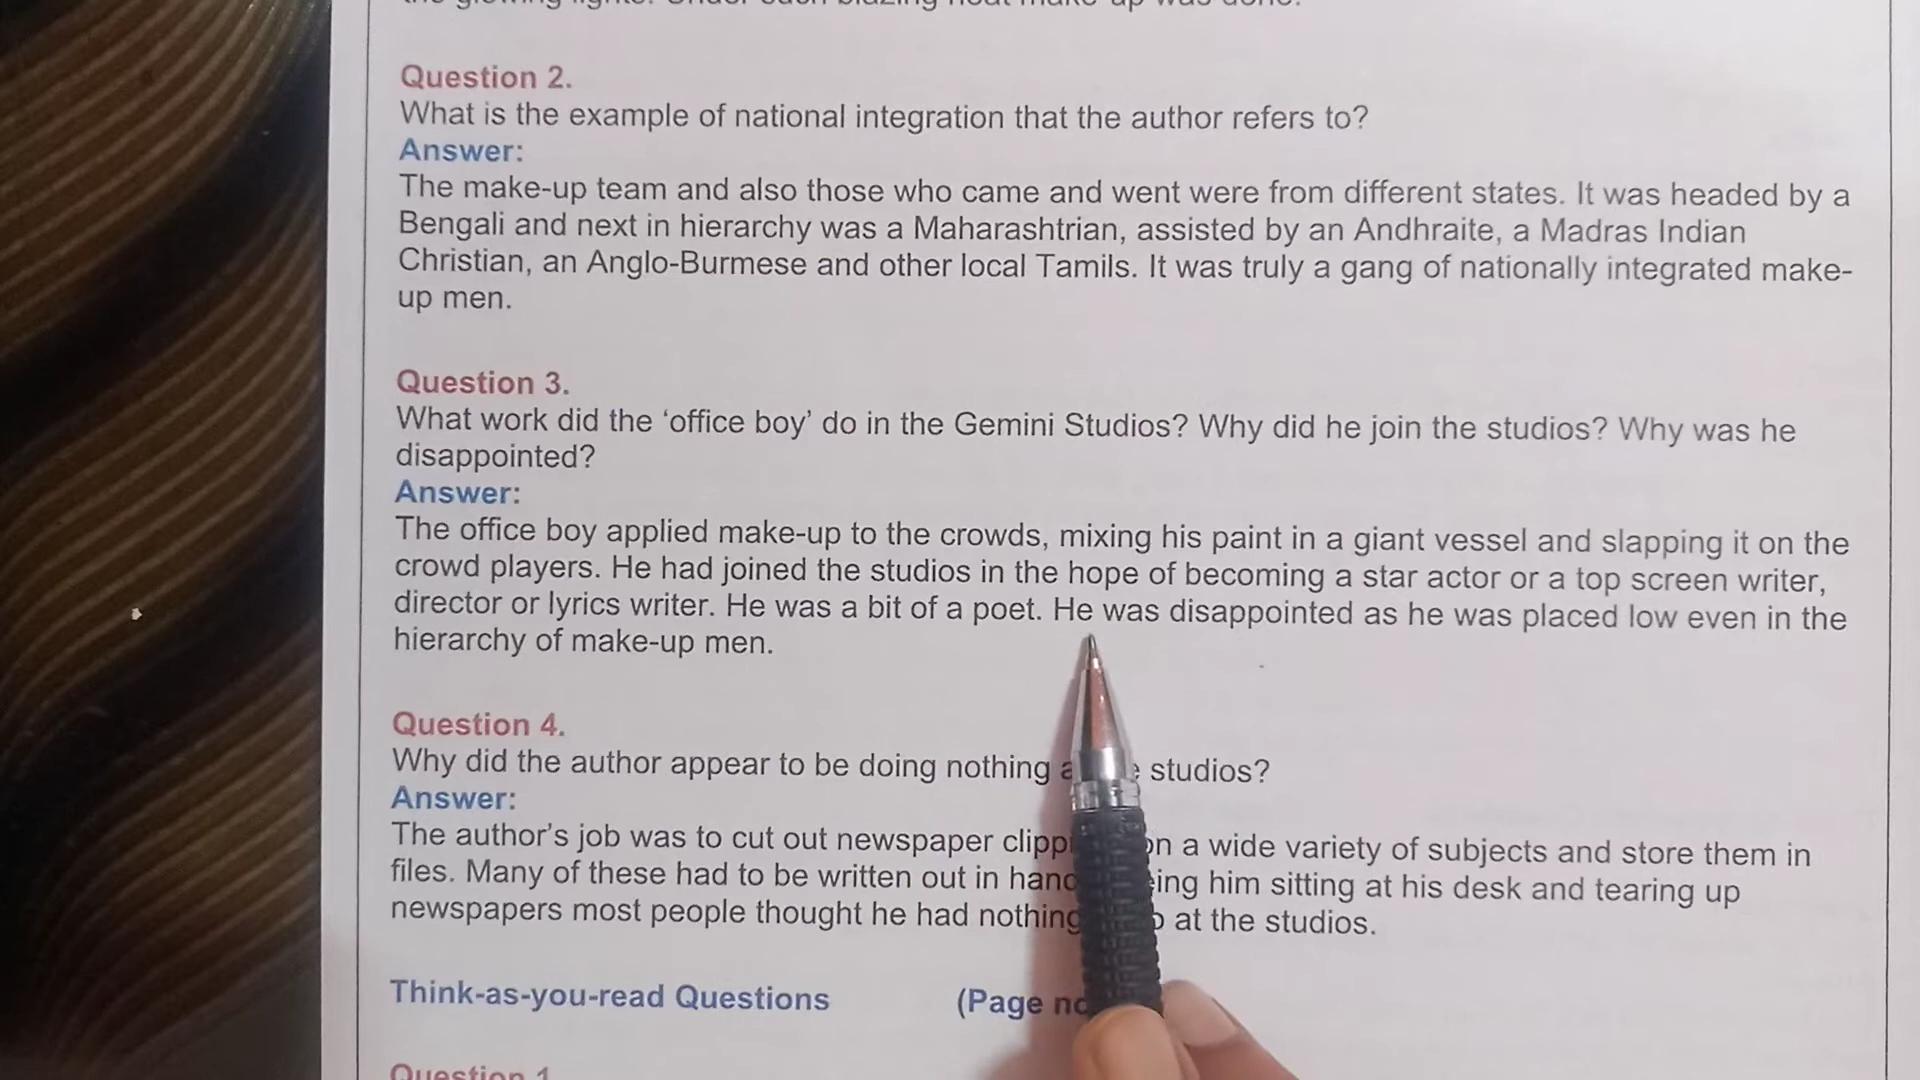 Question 2.
What is the example of national integration that the author refers to?
Answer:
The make-up team and also those who came and went were from different states. It was headed by a
Bengali and next in hierarchy was a Maharashtrian, assisted by an Andhraite, a Madras Indian
Christian, an Anglo-Burmese and other local Tamils. It was truly a gang of nationally integrated make-
up men.
Question 3.
What work did the ‘office boy’ do in the Gemini Studios? Why did he join the studios? Why was he
disappointed?
Answer:
The office boy applied make-up to the crowds, mixing his paint in a giant vessel and slapping it on the
crowd players. He had joined the studios in the hope of becoming a star actor or a top screen writer,
director or lyrics writer. He was a bit of a poet. He was disappointed as he was placed low even in the
hierarchy of make-up men.
Question 4.
Why did the author appear to be doing nothing studios?
Answer:
The author’s job was to cut out newspaper a wide variety of subjects and store them in
files. Many of these had to be written out in him sitting at his desk and tearing up
newspapers most people thought he had nothing at the studios.
Think-as-you-read Questions (Page
Question 1